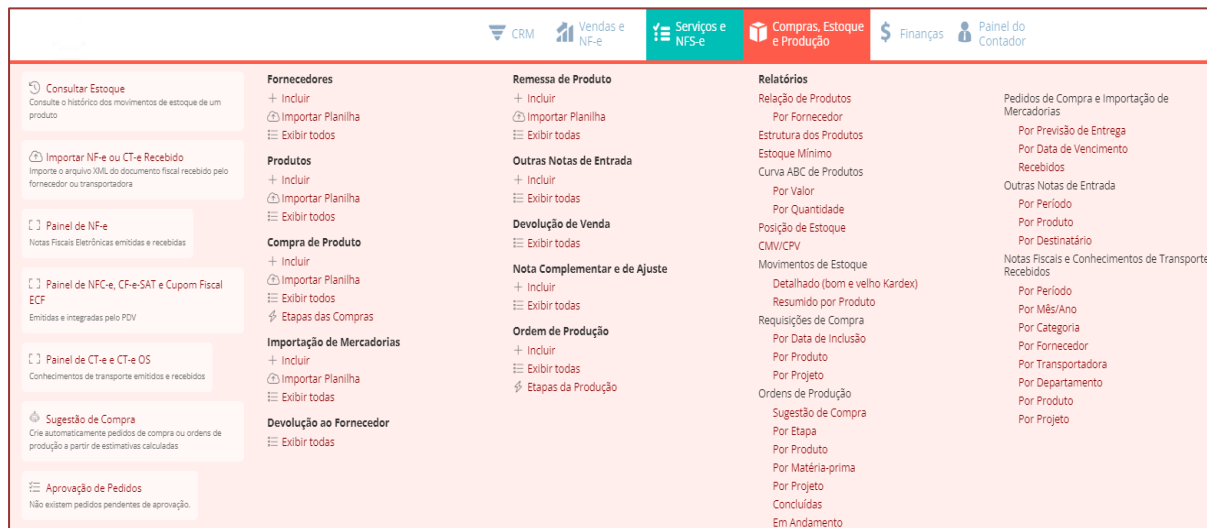 CRM
Vendas e
NF-e
Serviços e
NFS-e
Compras, Estoque
e Produção
Finanças
Painel do
Contador
Consultar Estoque
Consulte o histórico dos movimentos de estoque de um
produto
Importar NF-e ou CT-e Recebido
Importe o arquivo XML do documento fiscal recebido pelo
fornecedor ou transportadora
Painel de NF-e
Notas Fiscais Eletrônicas emitidas e recebidas
Painel de NFC-e, CF-e-SAT e Cupom Fiscal
ECF
Emitidas e integradas pelo PDV
Painel de CT-e e CT-e OS
Conhecimentos de transporte emitidos e recebidos
Sugestão de Compra
Crie automaticamente pedidos de compra ou ordens de
produção a partir de estimativas calculadas
Aprovação de Pedidos
Não existem pedidos pendentes de aprovação.
Fornecedores
Incluir
Importar Planilha
Exibir todos
Produtos
Incluir
Importar Planilha
Exibir todos
Compra de Produto
Incluir
Importar Planilha
Exibir todos
Etapas das Compras
Importação de Mercadorias
Incluir
Importar Planilha
Exibir todas
Devolução ao Fornecedor
Exibir todas
Remessa de Produto
Incluir
Importar Planilha
Exibir todas
Outras Notas de Entrada
Incluir
Exibir todas
Devolução de Venda
Exibir todas
Nota Complementar e de Ajuste
Incluir
Exibir todas
Ordem de Produção
Incluir
Exibir todas
Etapas da Produção
Relatórios
Relação de Produtos
Por Fornecedor
Estrutura dos Produtos
Estoque Mínimo
Curva ABC de Produtos
Por Valor
Por Quantidade
Posição de Estoque
CMV/CPV
Movimentos de Estoque
Detalhado (bom e velho Kardex)
Resumido por Produto
Requisições de Compra
Por Data de Inclusão
Por Produto
Por Projeto
Ordens de Produção
Sugestão de Compra
Por Etapa
Por Produto
Por Matéria-prima
Por Projeto
Concluídas
Em Andamento
Pedidos de Compra e Importação de
Mercadorias
Por Previsão de Entrega
Por Data de Vencimento
Recebidos
Outras Notas de Entrada
Por Período
Por Produto
Por Destinatário
Notas Fiscais e Conhecimentos de Transporte
Recebidos
Por Período
Por Mês/Ano
Por Categoria
Por Fornecedor
Por Transportadora
Por Departamento
Por Produto
Por Projeto